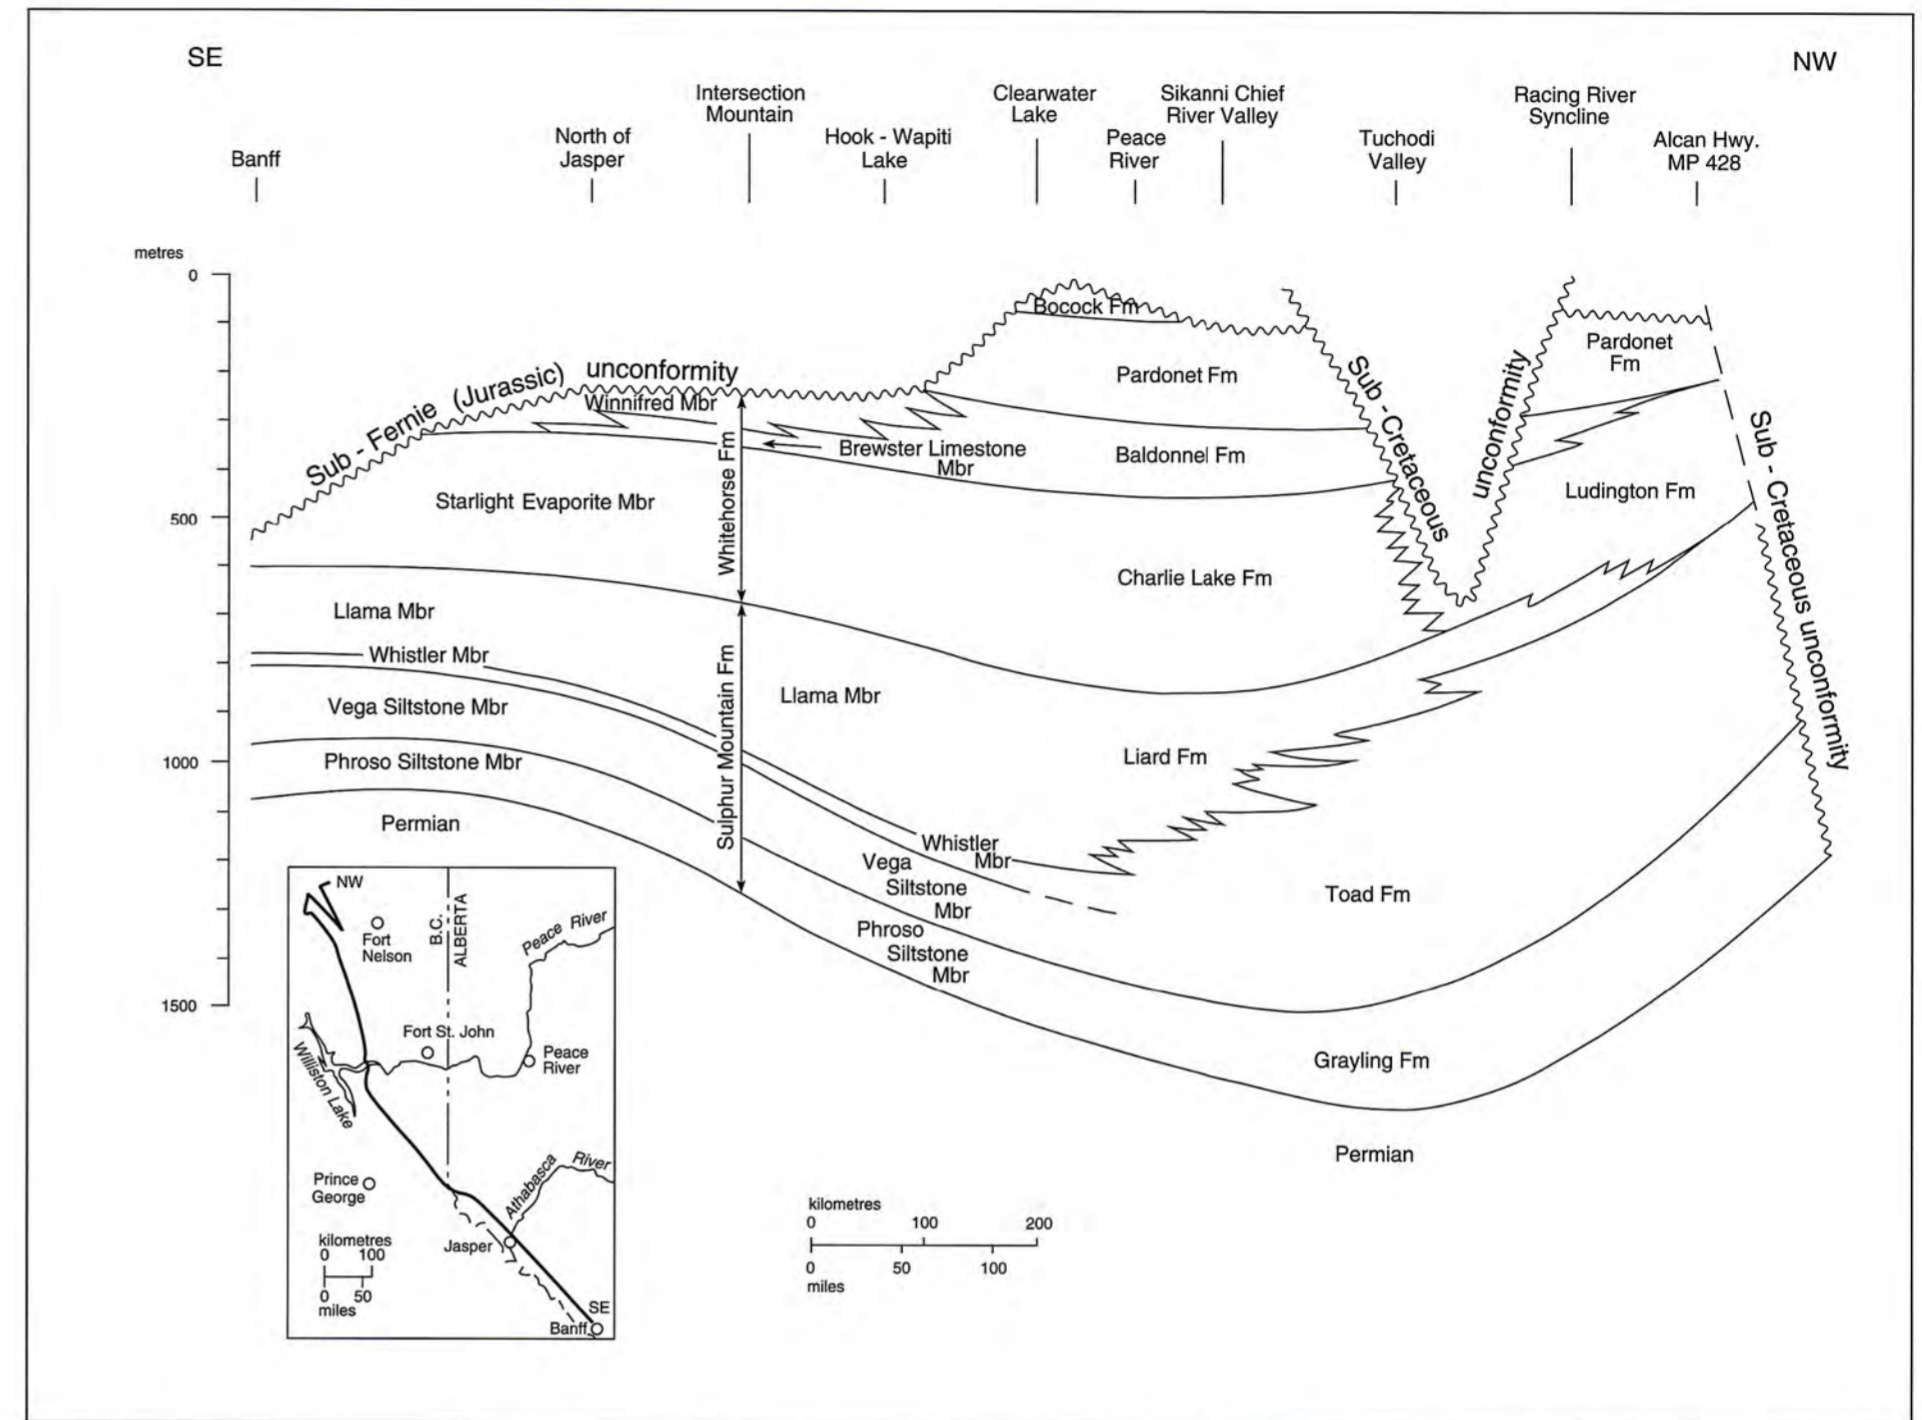 SE
NW
Banff
North of
Jasper
Intersection
Mountain
Hook - Wapiti
Lake
Clearwater
Lake
Peace
River
Sikanni Chief
River Valley
Tuchodi
Valley
Racing River
Syncline
Alcan Hwy.
MP 428
metres
0
500
1000
1500
Sub - Fernie (Jurassic) unconformity
Bocock Fm
Pardonet Fm
Baldonnel Fm
Charlie Lake Fm
Winnifred Mbr
Brewster Limestone
Mbr
Starlight Evaporite Mbr
Whitehorse Fm
Sulphur Mountain Fm
Llama Mbr
Whistler Mbr
Vega Siltstone Mbr
Phroso Siltstone Mbr
Permian
Llama Mbr
Liard Fm
Whistler
Mbr
Vega
Siltstone
Mbr
Phroso
Siltstone
Mbr
Toad Fm
Grayling Fm
Permian
Sub - Cretaceous
unconformity
Pardonet
Fm
Ludington Fm
Sub - Cretaceous unconformity
NW
Fort
Nelson
B.C.
ALBERTA
Peace River
Fort St. John
Peace
River
Williston Lake
Prince
George
Athabasca River
Jasper
kilometres
0 100
0 50
miles
SE
Banff
kilometres
0 100 200
0 50 100
miles